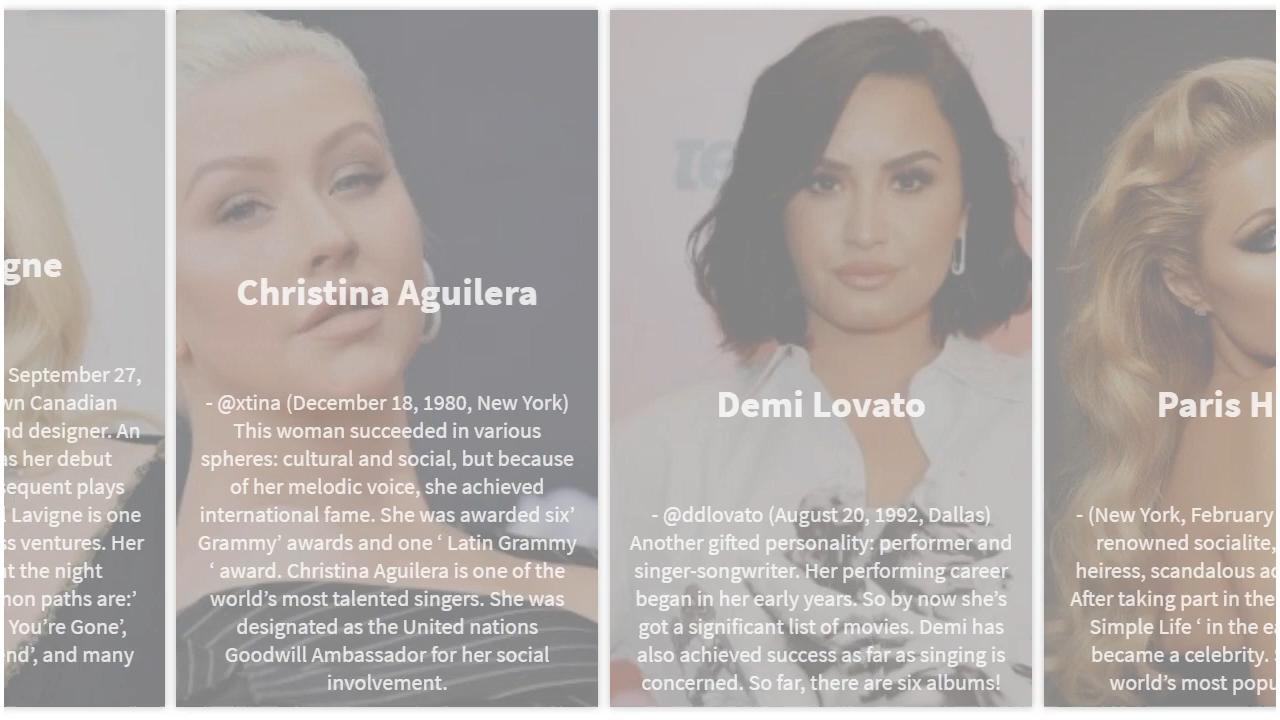 gne
September 27,
wn Canadian
nd designer. An
as her debut
sequent plays
Lavigne is one
ss ventures. Her
at the night
non paths are:’
You’re Gone’,
end’, and many
Christina Aguilera
- @xtina (December 18, 1980, New York)
This woman succeeded in various
spheres: cultural and social, but because
of her melodic voice, she achieved
international fame. She was awarded six’
Grammy’ awards and one ‘ Latin Grammy
‘ award. Christina Aguilera is one of the
world’s most talented singers. She was
designated as the United nations
Goodwill Ambassador for her social
involvement.
te
Demi Lovato
- @ddlovato (August 20, 1992, Dallas)
Another gifted personality: performer and
singer-songwriter. Her performing career
began in her early years. So by now she’s
got a significant list of movies. Demi has
also achieved success as far as singing is
concerned. So far, there are six albums!
Paris H
- (New York, February
renowned socialite,
heiress, scandalous ac
After taking part in the
Simple Life ‘ in the ea
became a celebrity. S
world’s most popu